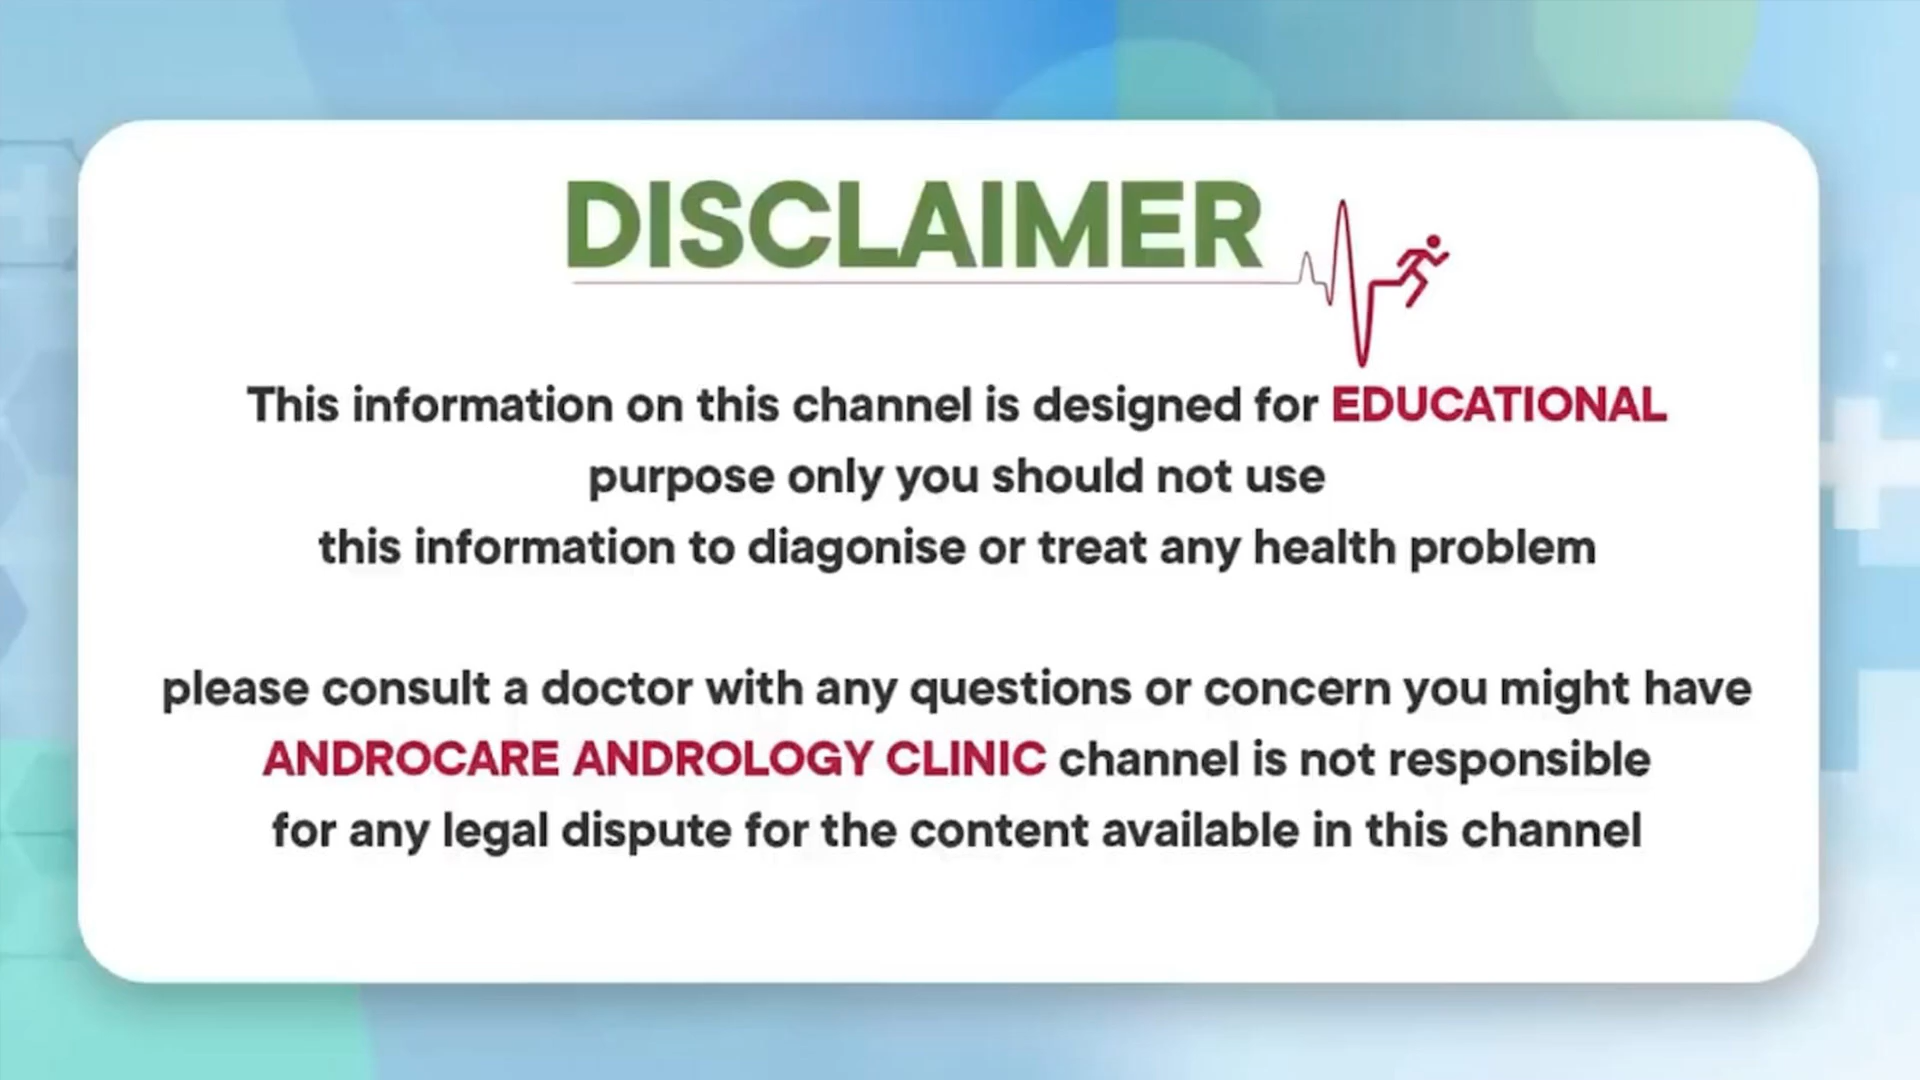 DISCLAIMER
This information on this channel is designed for EDUCATIONAL
purpose only you should not use
this information to diagonise or treat any health problem
please consult a doctor with any questions or concern you might have
ANDROCARE ANDROLOGY CLINIC channel is not responsible
for any legal dispute for the content available in this channel